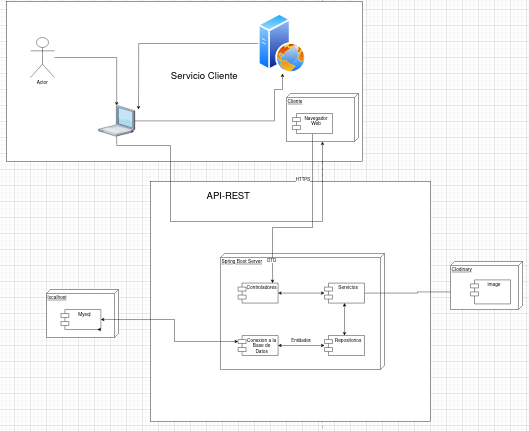 Servicio Cliente
Actor
Cliente
Navegador
Web
HTTPS
API-REST
DTO
Spring Boot Server
Controladores
Servicios
Clodinary
Image
localhost
Mysql
Conexion a la
Base de
Datos
Entidades
Repositorios